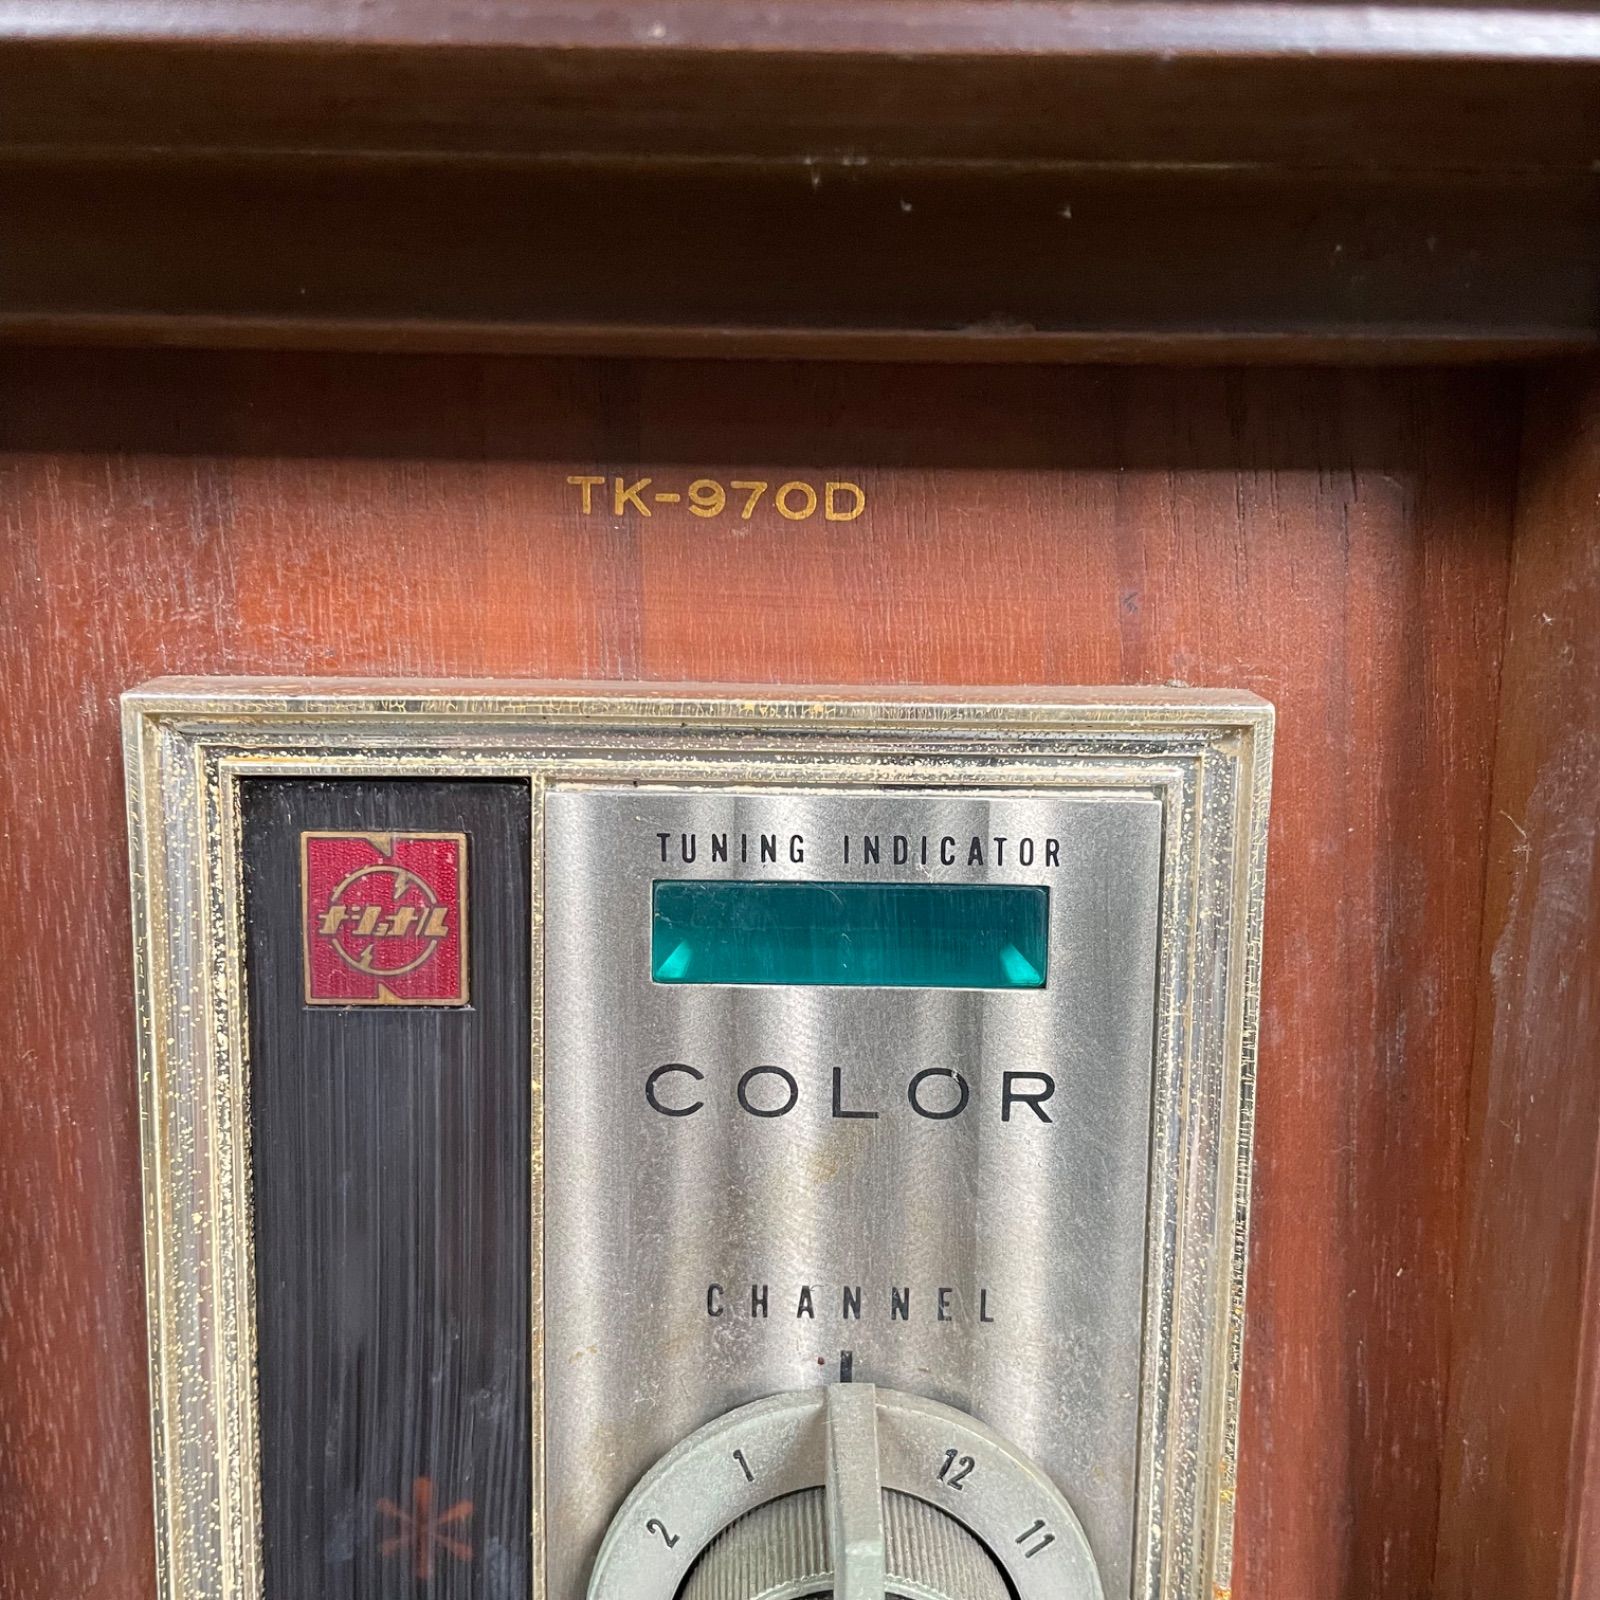 TK-970D
ナショナル
TUNING INDICATOR
COLOR
CHANNEL
1
12
2
11